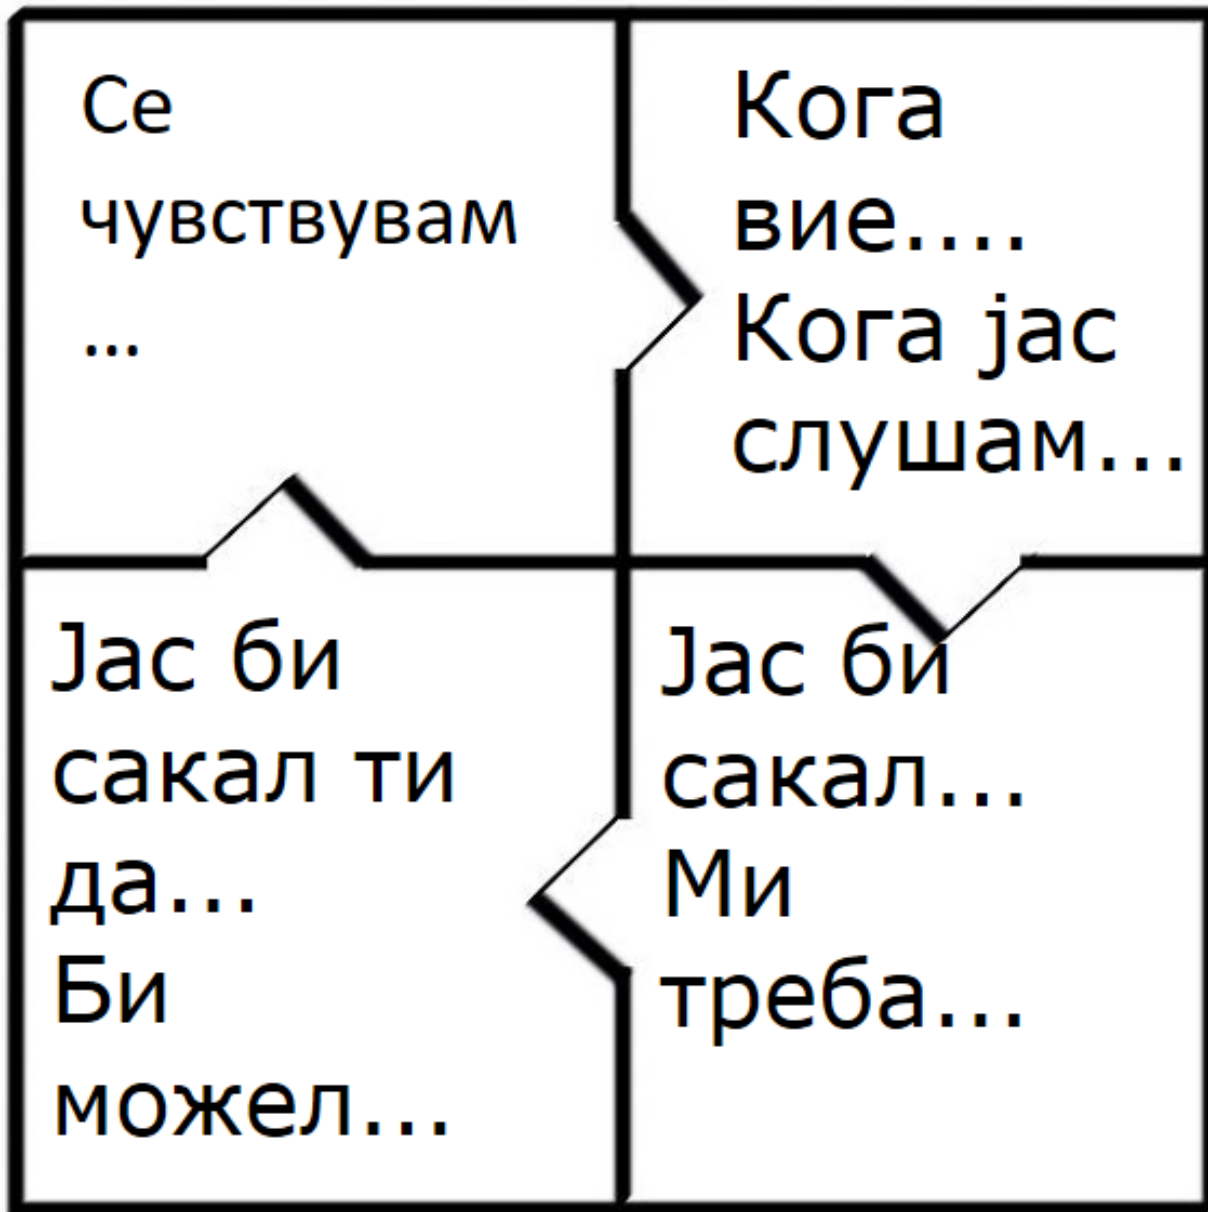 Се
чувствувам
...
Кога
вие....
Кога јас
слушам...
Јас би
сакал ти
да...
Би
можел...
Јас би
сакал...
Ми
треба...